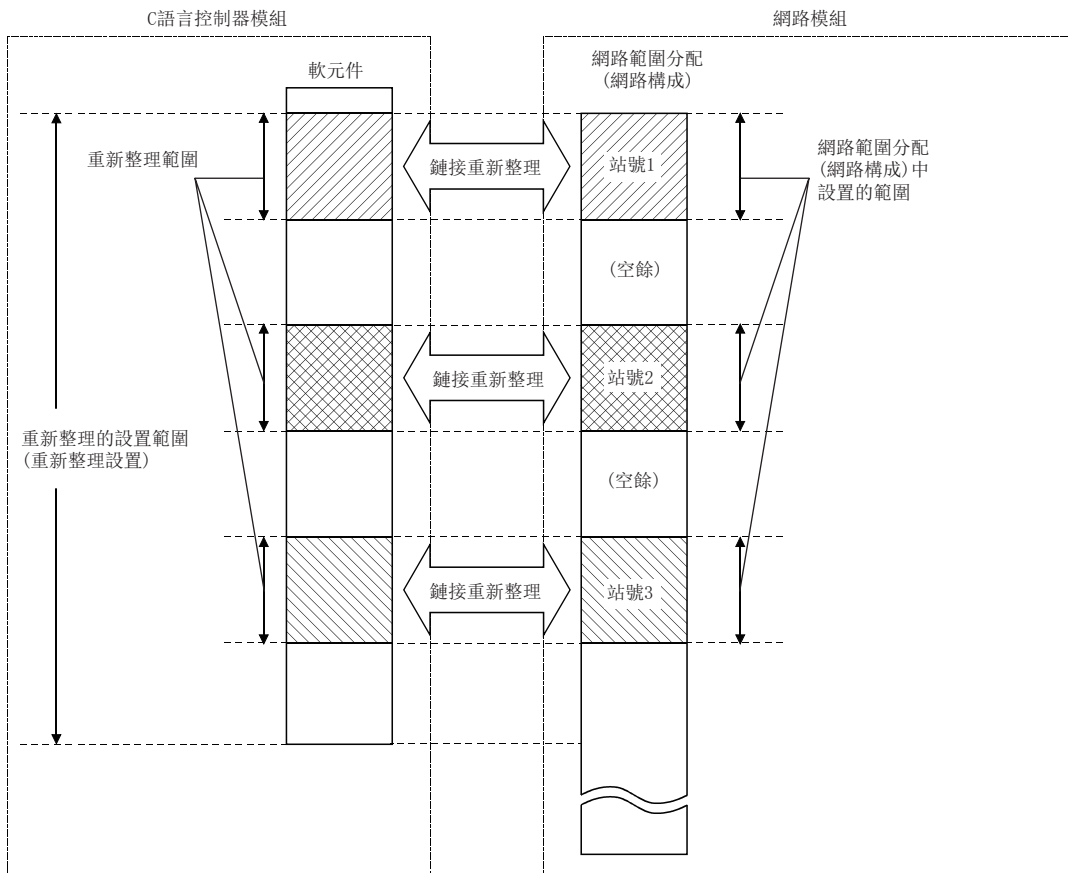 C語言控制器模組
網路模組
軟元件
網路範圍分配
(網路構成)
重新整理範圍
鏈接重新整理
站號1
網路範圍分配
(網路構成)中
設置的範圍
(空餘)
鏈接重新整理
站號2
重新整理的設置範圍
(重新整理設置)
(空餘)
鏈接重新整理
站號3